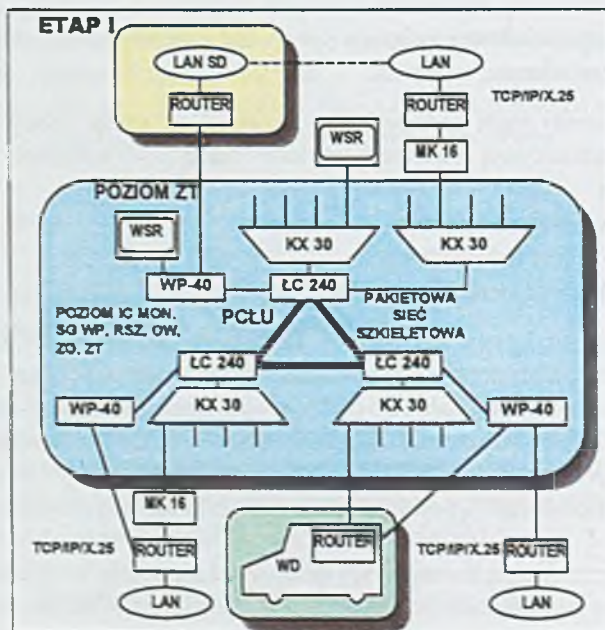 ETAP I
LAN SD
LAN
ROUTER
ROUTER
TCP/IP/X.25
WSR
MK 16
POZIOM ZT
WSR
KX 30
KX 30
WP-40
ŁC 240
POZIOM IC MON,
SG WP, RSZ, OW,
ZO, ZT
PCŁU
PAKIETOWA
SIEĆ
SZKIELETOWA
ŁC 240
ŁC 240
WP-40
KX 30
KX 30
WP-40
MK 16
TCP/IP/X.25
ROUTER
ROUTER
WD
TCP/IP/X.25
ROUTER
LAN
LAN